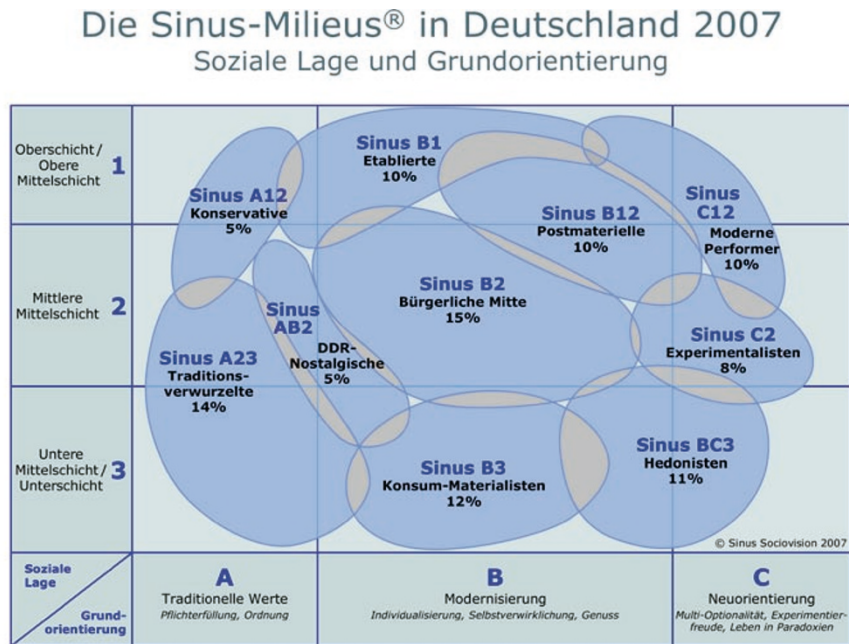 Die Sinus-Milieus® in Deutschland 2007
Soziale Lage und Grundorientierung
Oberschicht /
Obere
Mittelschicht
1
Mittlere
Mittelschicht
2
Untere
Mittelschicht /
Unterschicht
3
Sinus B1
Etablierte
10%
Sinus A12
Konservative
5%
Sinus B12
Postmaterielle
10%
Sinus
C12
Moderne
Performer
10%
Sinus B2
Bürgerliche Mitte
15%
Sinus
AB2
DDR-
Nostalgische
5%
Sinus A23
Traditions-
verwurzelte
14%
Sinus C2
Experimentalisten
8%
Sinus B3
Konsum-Materialisten
12%
Sinus BC3
Hedonisten
11%
© Sinus Sociovision 2007
Soziale
Lage
Grund-
orientierung
A
Traditionelle Werte
Pflichterfüllung, Ordnung
B
Modernisierung
Individualisierung, Selbstverwirklichung, Genuss
C
Neuorientierung
Multi-Optionalität, Experimentier-
freude, Leben in Paradoxien